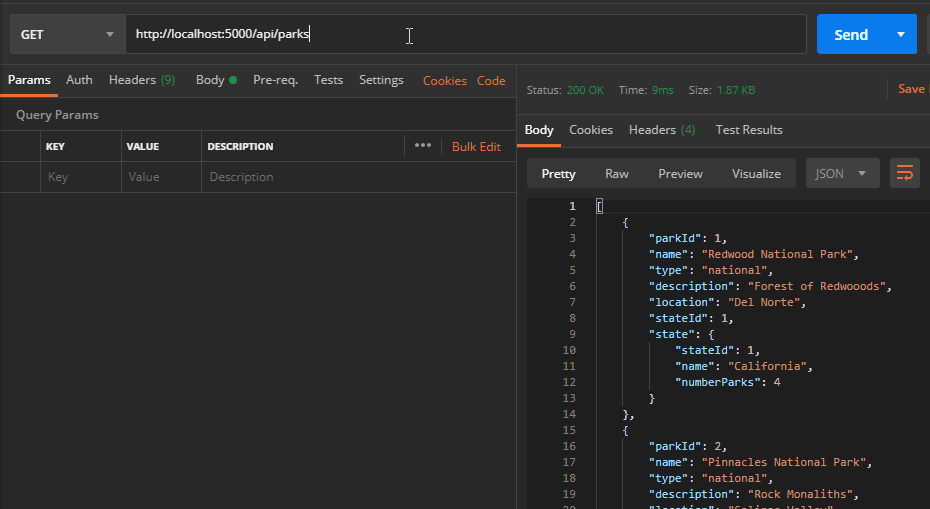 GET http://localhost:5000/api/parks Send
Params Auth Headers (9) Body Pre-req. Tests Settings Cookies Code
Query Params
KEY VALUE DESCRIPTION ••• Bulk Edit
Key Value Description
Status: 200 OK Time: 9ms Size: 1.87 KB Save
Body Cookies Headers (4) Test Results
Pretty Raw Preview Visualize JSON
1 [
2 {
3 "parkId": 1,
4 "name": "Redwood National Park",
5 "type": "national",
6 "description": "Forest of Redwooods",
7 "location": "Del Norte",
8 "stateId": 1,
9 "state": {
10 "stateId": 1,
11 "name": "California",
12 "numberParks": 4
13 }
14 },
15 {
16 "parkId": 2,
17 "name": "Pinnacles National Park",
18 "type": "national",
19 "description": "Rock Monaliths",